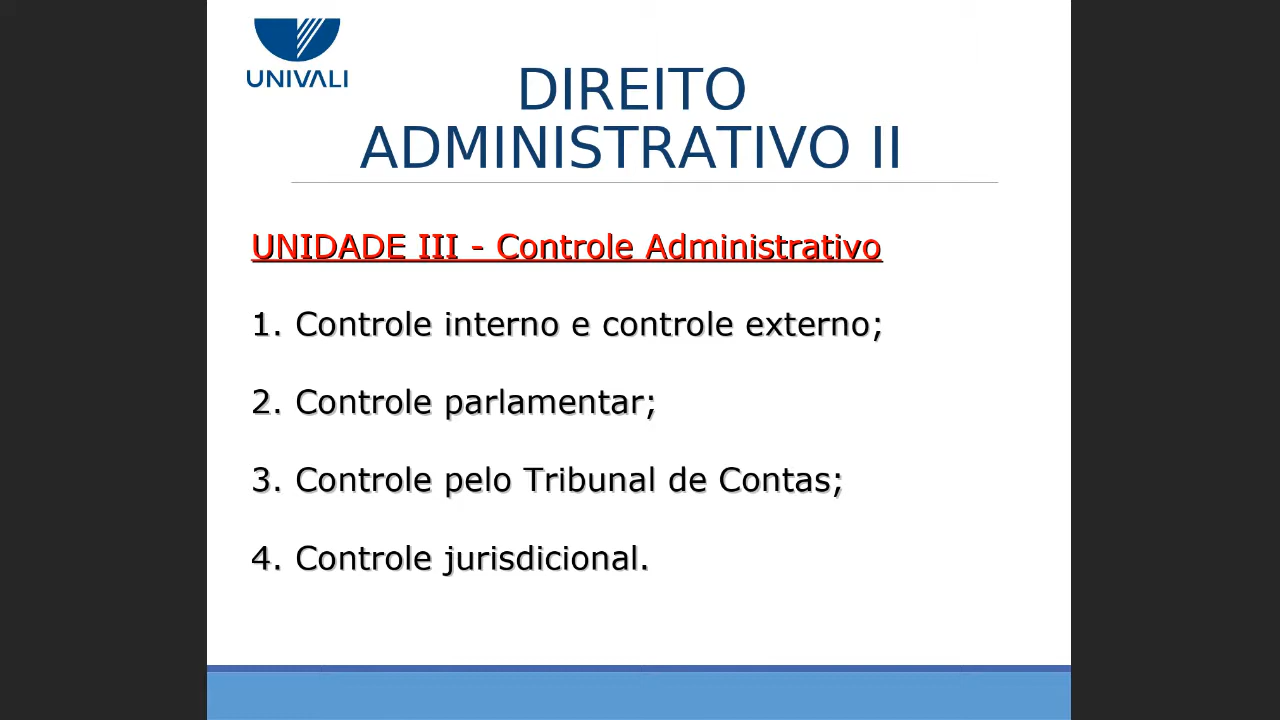 UNIVALI
DIREITO
ADMINISTRATIVO II
UNIDADE III - Controle Administrativo
1. Controle interno e controle externo;
2. Controle parlamentar;
3. Controle pelo Tribunal de Contas;
4. Controle jurisdicional.